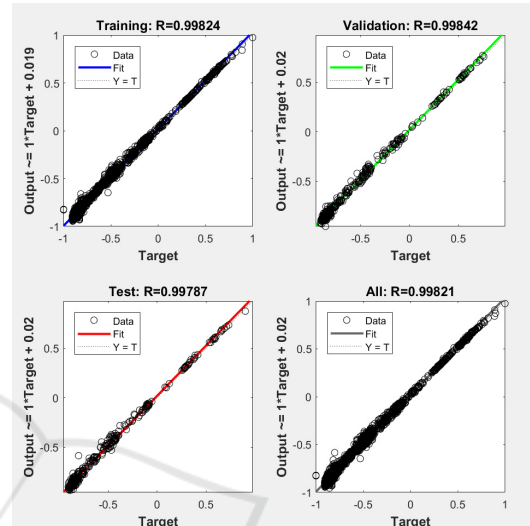 Training: R=0.99824
Output ~= 1*Target + 0.019
1
0.5
0
-0.5
-1
Data
Fit
Y = T
-1
-0.5
0
0.5
1
Target
Validation: R=0.99842
Output ~= 1*Target + 0.02
0.5
0
-0.5
Data
Fit
Y = T
-0.5
0
0.5
Target
Test: R=0.99787
Output ~= 1*Target + 0.02
0.5
0
-0.5
Data
Fit
Y = T
-0.5
0
0.5
Target
All: R=0.99821
Output ~= 1*Target + 0.02
1
0.5
0
-0.5
-1
Data
Fit
Y = T
-1
-0.5
0
0.5
1
Target